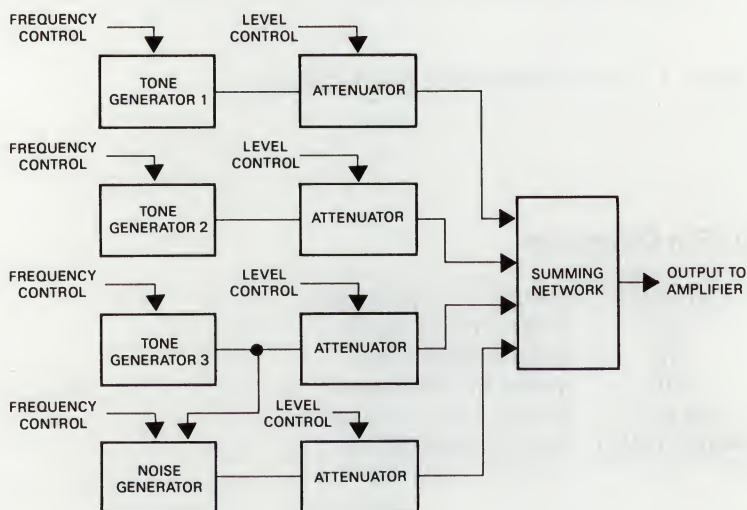 FREQUENCY
CONTROL
LEVEL
CONTROL
TONE
GENERATOR 1
ATTENUATOR
FREQUENCY
CONTROL
LEVEL
CONTROL
TONE
GENERATOR 2
ATTENUATOR
FREQUENCY
CONTROL
LEVEL
CONTROL
TONE
GENERATOR 3
ATTENUATOR
FREQUENCY
CONTROL
LEVEL
CONTROL
NOISE
GENERATOR
ATTENUATOR
SUMMING
NETWORK
OUTPUT TO
AMPLIFIER